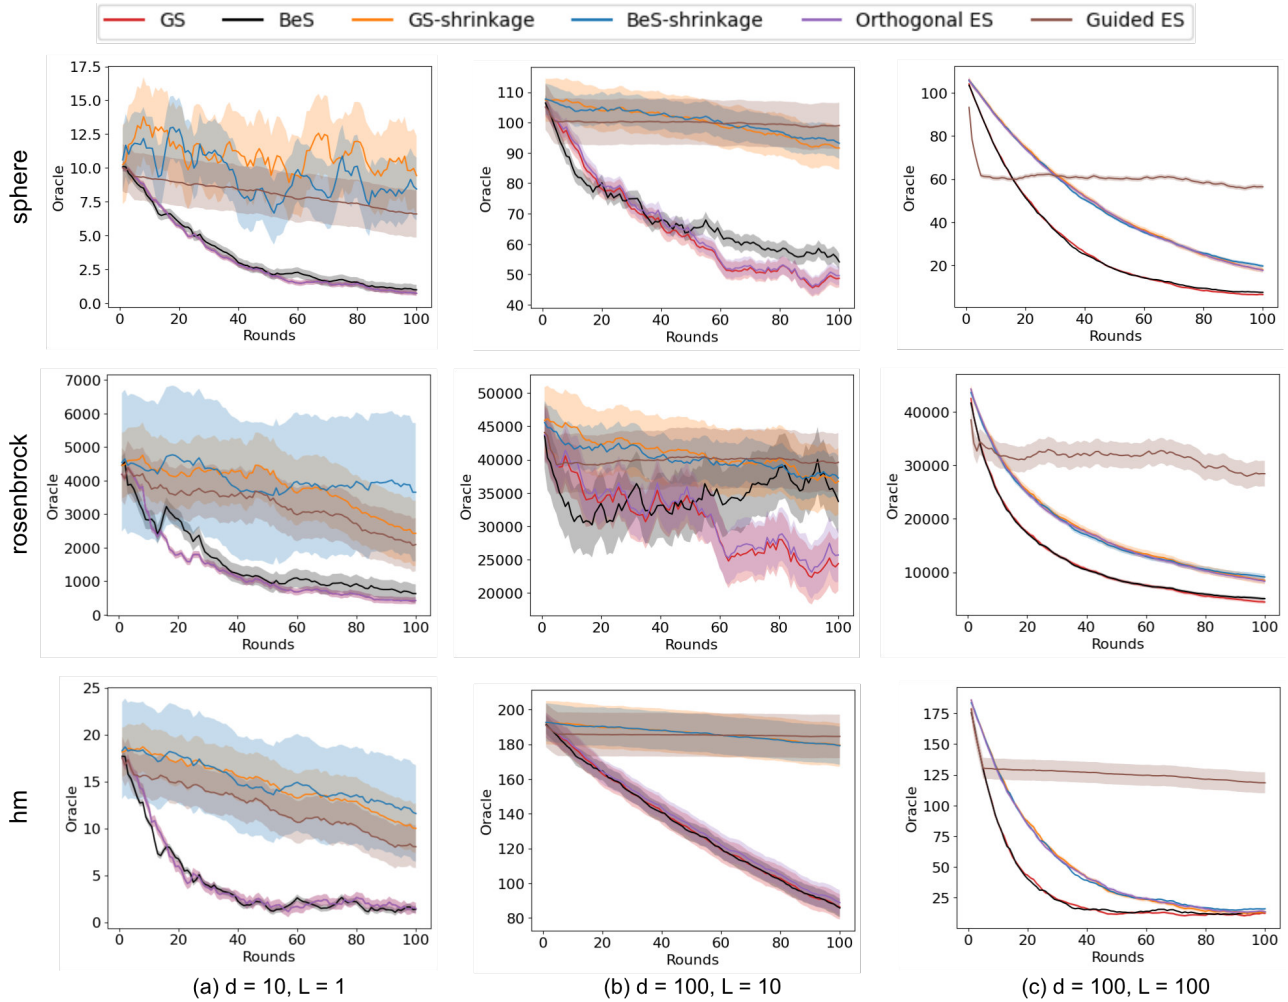 GS BeS GS-shrinkage BeS-shrinkage Orthogonal ES Guided ES
sphere
Oracle
17.5
15.0
12.5
10.0
7.5
5.0
2.5
0.0
0 20 40 60 80 100
Rounds
Oracle
110
100
90
80
70
60
50
40
0 20 40 60 80 100
Rounds
Oracle
100
80
60
40
20
0 20 40 60 80 100
Rounds
rosenbrock
Oracle
7000
6000
5000
4000
3000
2000
1000
0
0 20 40 60 80 100
Rounds
Oracle
50000
45000
40000
35000
30000
25000
20000
0 20 40 60 80 100
Rounds
Oracle
40000
30000
20000
10000
0 20 40 60 80 100
Rounds
hm
Oracle
25
20
15
10
5
0
0 20 40 60 80 100
Rounds
Oracle
200
180
160
140
120
100
80
0 20 40 60 80 100
Rounds
Oracle
175
150
125
100
75
50
25
0 20 40 60 80 100
Rounds
(a) d = 10, L = 1
(b) d = 100, L = 10
(c) d = 100, L = 100